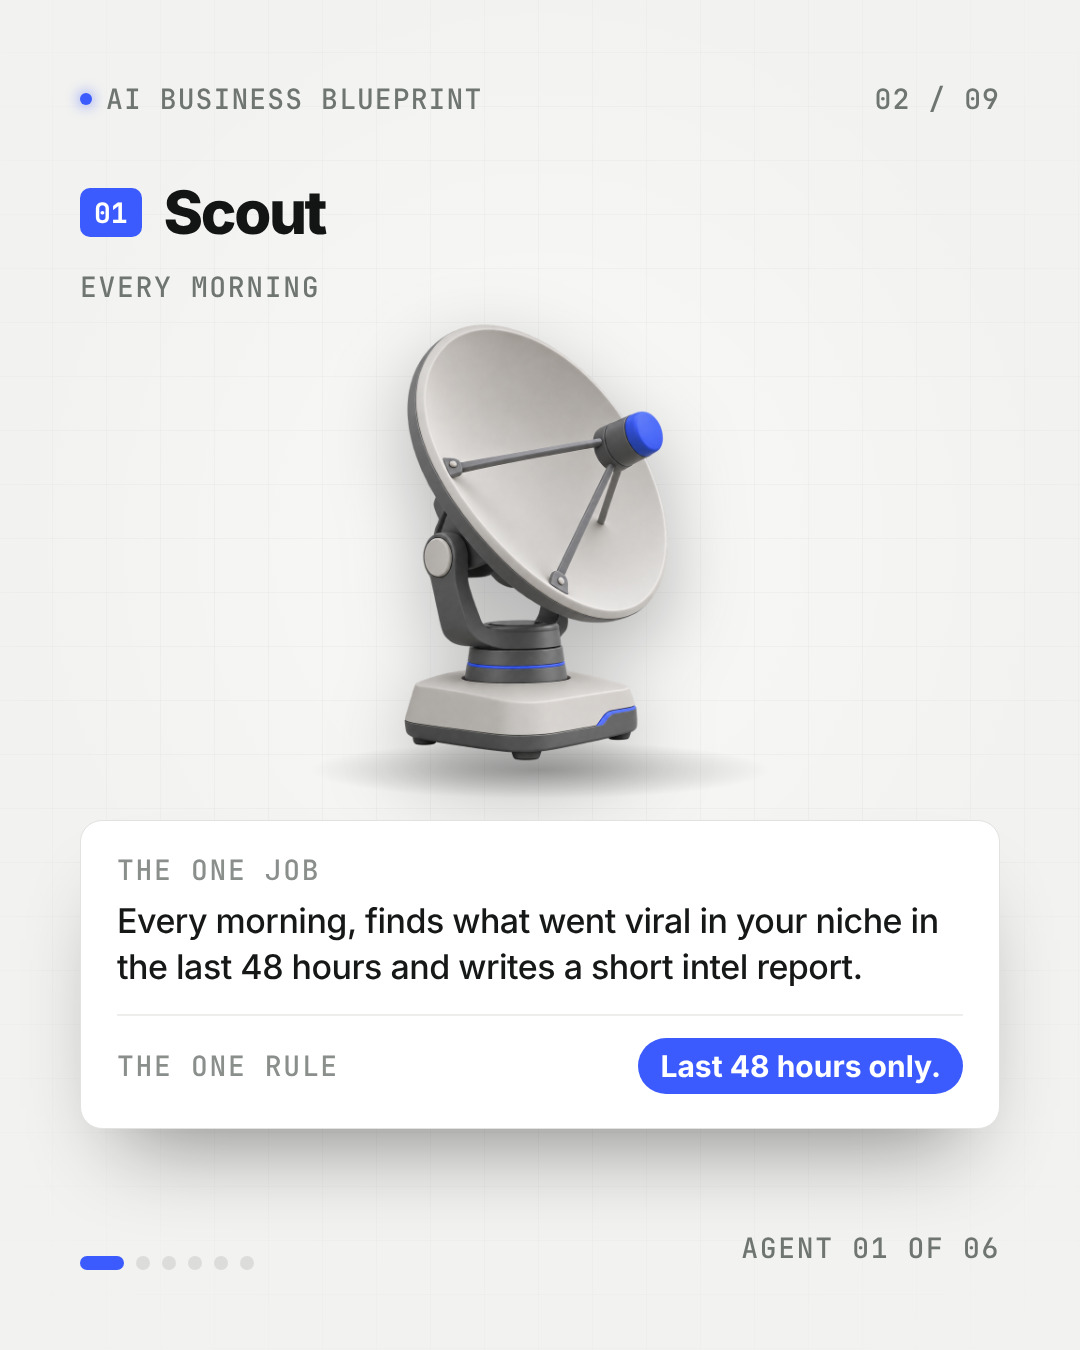 AI BUSINESS BLUEPRINT
02 / 09
01 Scout
EVERY MORNING
THE ONE JOB
Every morning, finds what went viral in your niche in
the last 48 hours and writes a short intel report.
THE ONE RULE
Last 48 hours only.
AGENT 01 OF 06